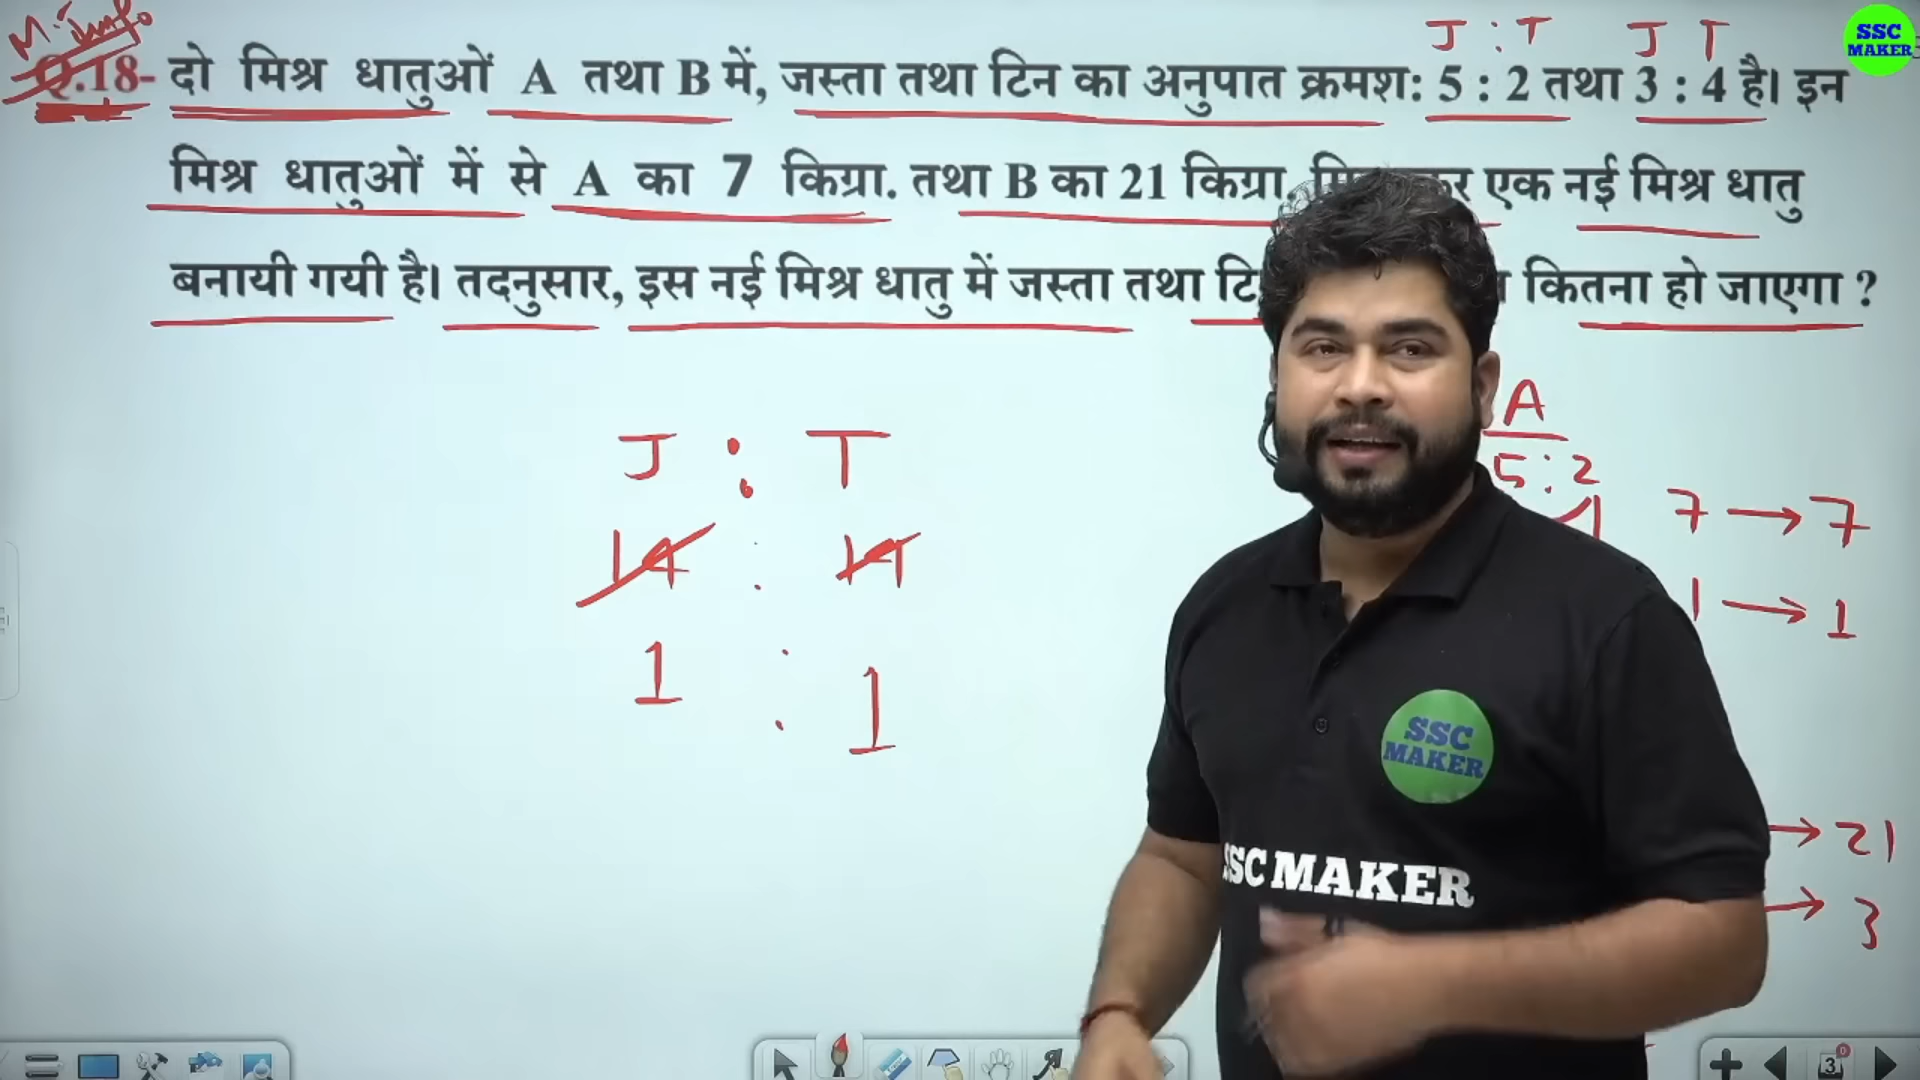 M. Imp
J : T J T
Q.18- दो मिश्र धातुओं A तथा B में, जस्ता तथा टिन का अनुपात क्रमश: 5 : 2 तथा 3 : 4 है। इन
मिश्र धातुओं में से A का 7 किग्रा. तथा B का 21 किग्रा. एक नई मिश्र धातु
बनायी गयी है। तदनुसार, इस नई मिश्र धातु में जस्ता तथा कितना हो जाएगा ?
SSC
MAKER
J : T
14 : 14
1 : 1
A
5 : 2
7 → 7
1 → 1
→ 21
→ 3
SSC
MAKER
SSC MAKER
3